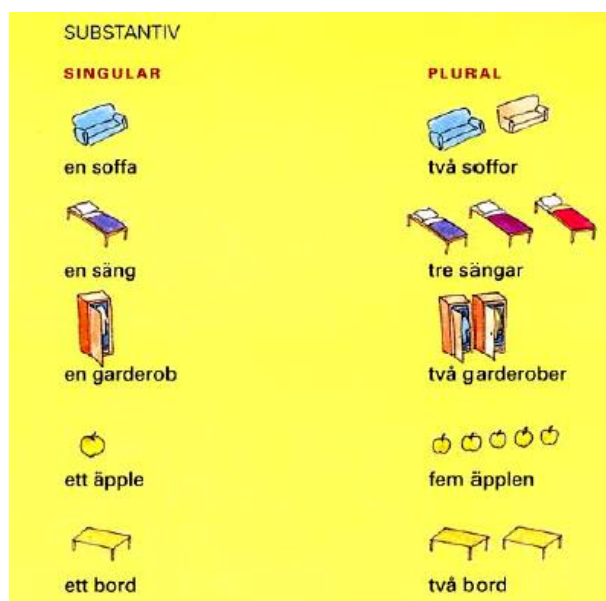 SUBSTANTIV
SINGULAR PLURAL
en soffa två soffor
en säng tre sängar
en garderob två garderober
ett äpple fem äpplen
ett bord två bord